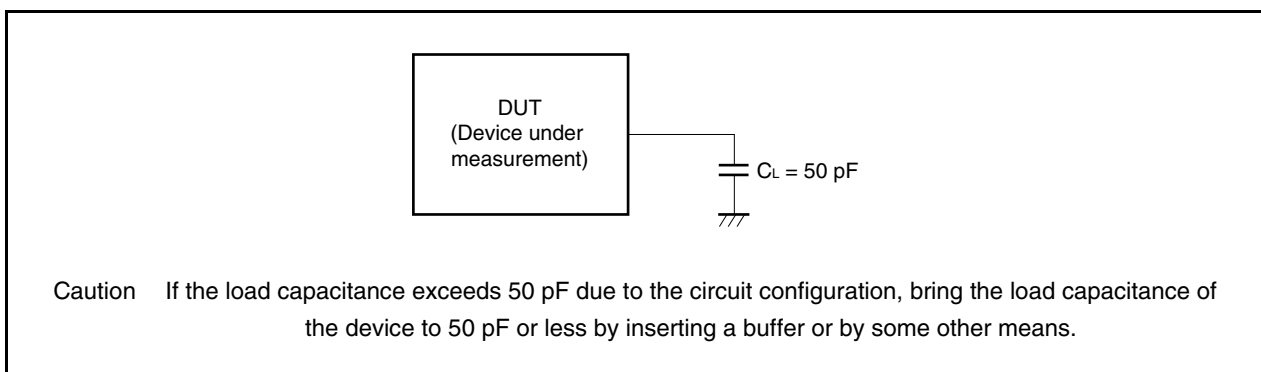 DUT
(Device under
measurement)
CL = 50 pF
Caution If the load capacitance exceeds 50 pF due to the circuit configuration, bring the load capacitance of
the device to 50 pF or less by inserting a buffer or by some other means.